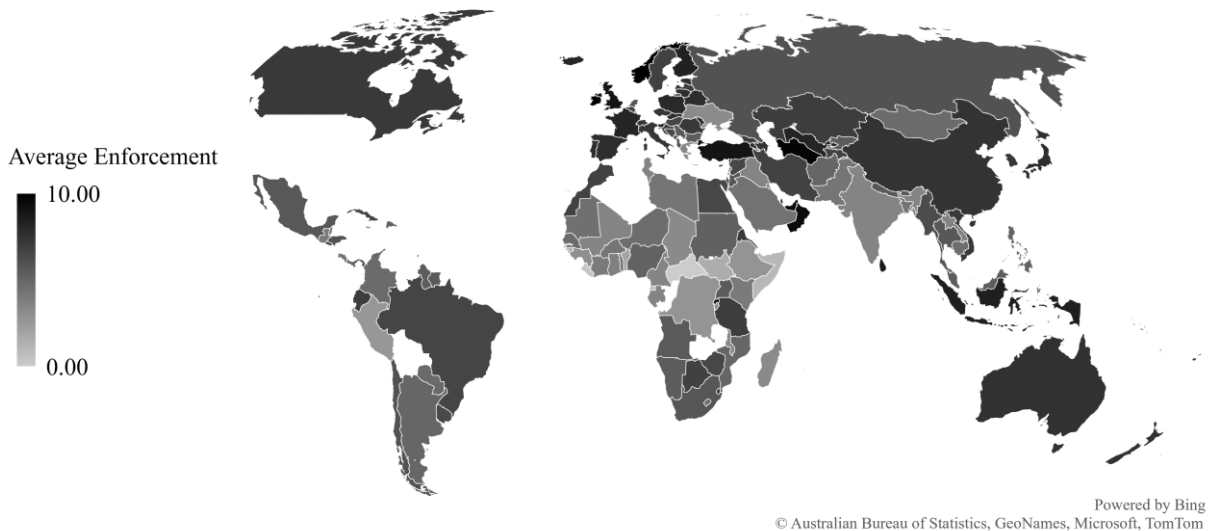 Average Enforcement
10.00
0.00
Powered by Bing
© Australian Bureau of Statistics, GeoNames, Microsoft, TomTom